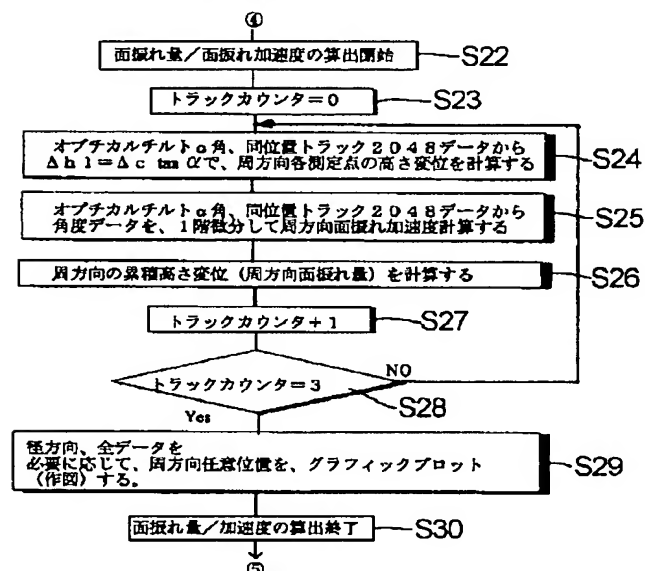 ④
面振れ量／面振れ加速度の算出開始
S22
トラックカウンタ＝0
S23
オプチカルチルトα角、同位置トラック２０４８データから
Δh1＝Δc tan αで、周方向各測定点の高さ変位を計算する
S24
オプチカルチルトα角、同位置トラック２０４８データから
角度データを、１階微分して周方向面振れ加速度計算する
S25
周方向の累積高さ変位（周方向面振れ量）を計算する
S26
トラックカウンタ＋１
S27
トラックカウンタ＝３
NO
S28
Yes
径方向、全データを
必要に応じて、周方向任意位置を、グラフィックプロット
（作図）する。
S29
面振れ量／加速度の算出終了
S30
⑤